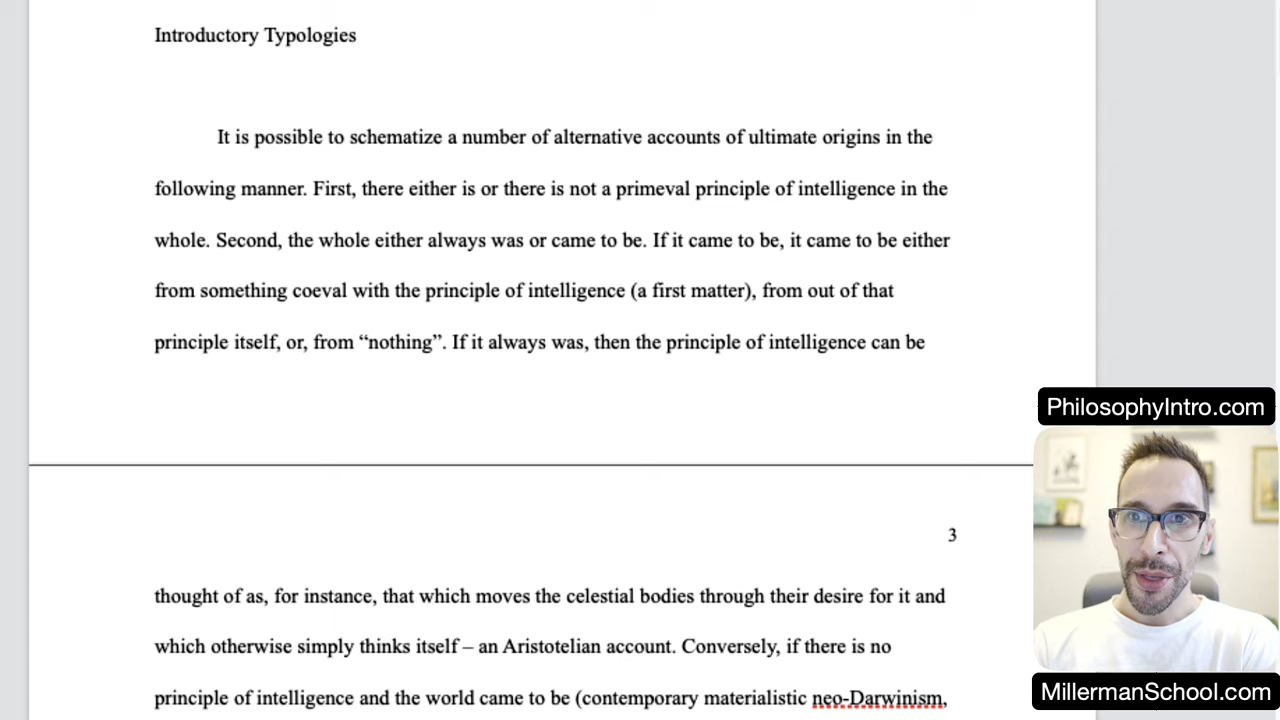 Introductory Typologies
It is possible to schematize a number of alternative accounts of ultimate origins in the
following manner. First, there either is or there is not a primeval principle of intelligence in the
whole. Second, the whole either always was or came to be. If it came to be, it came to be either
from something coeval with the principle of intelligence (a first matter), from out of that
principle itself, or, from “nothing”. If it always was, then the principle of intelligence can be
3
thought of as, for instance, that which moves the celestial bodies through their desire for it and
which otherwise simply thinks itself – an Aristotelian account. Conversely, if there is no
principle of intelligence and the world came to be (contemporary materialistic neo-Darwinism,
PhilosophyIntro.com
MillermanSchool.com